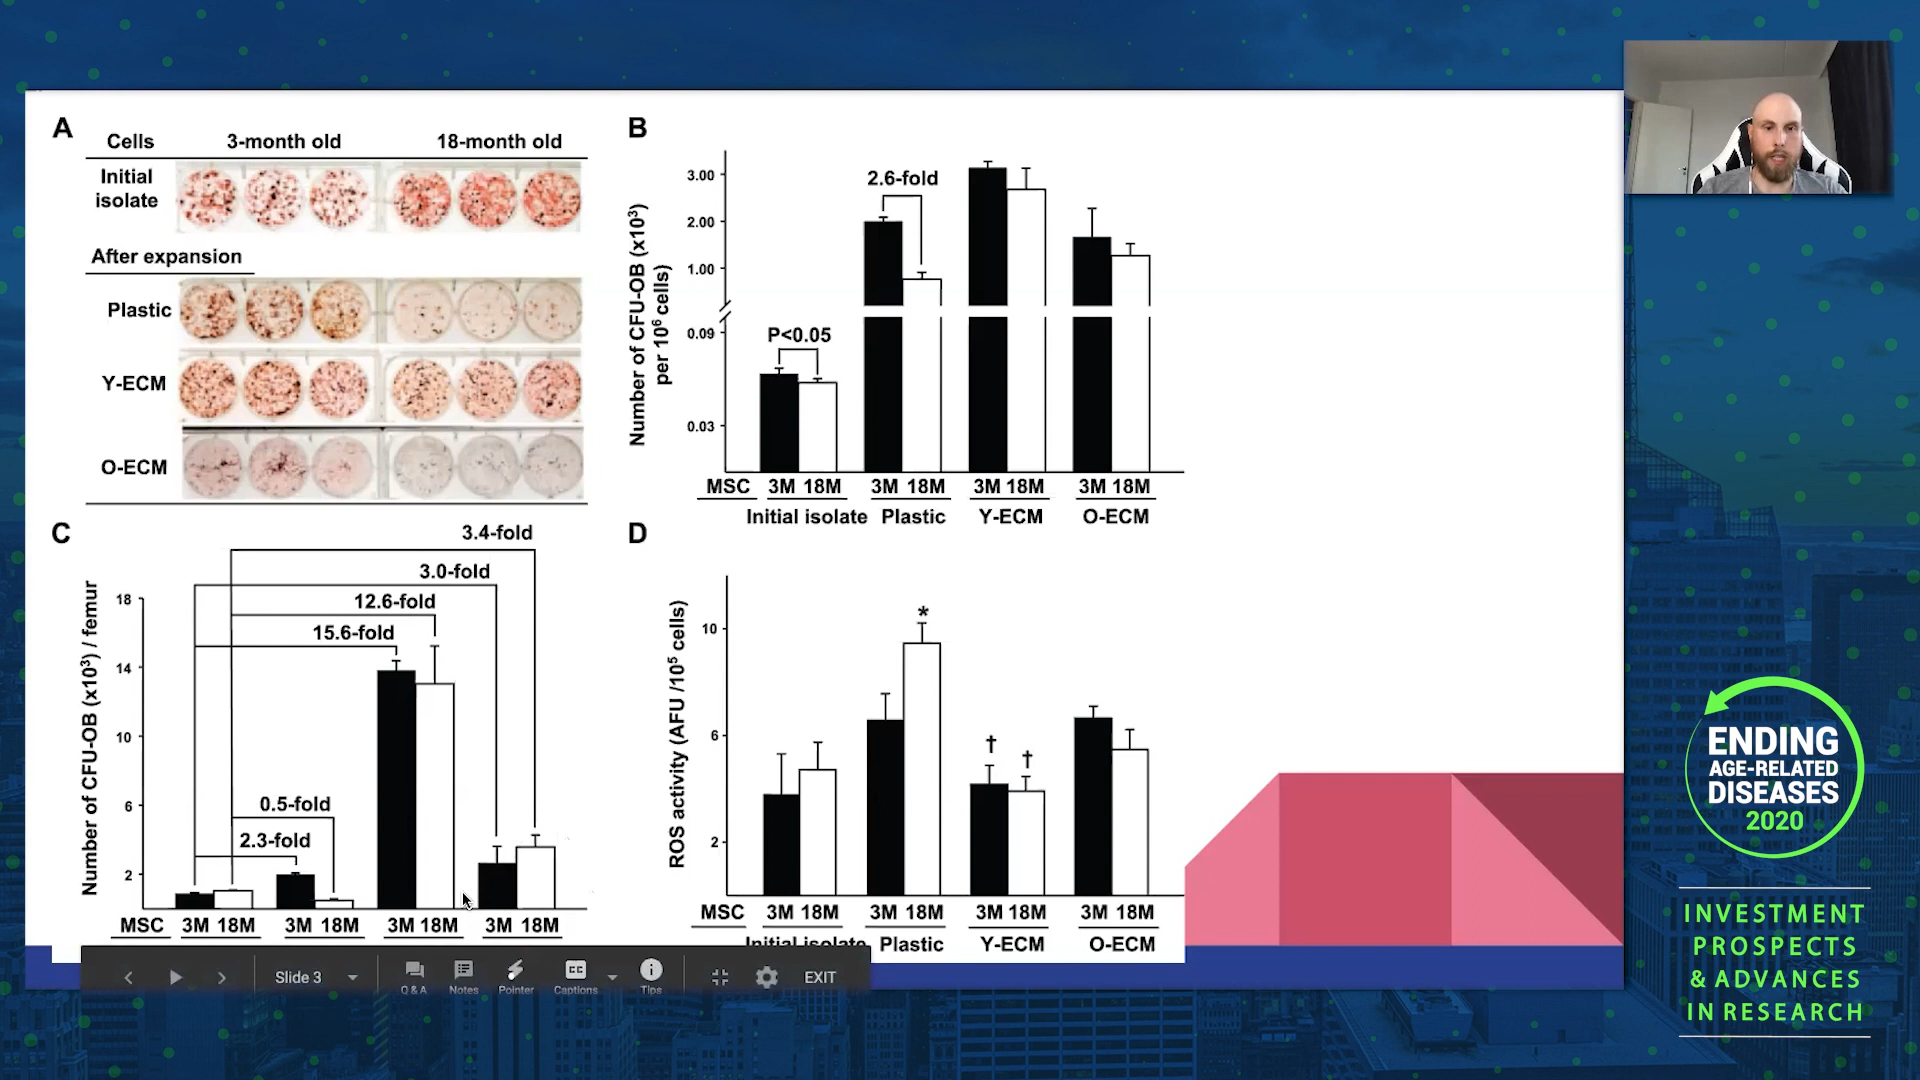 A
Cells 3-month old 18-month old
Initial
isolate
After expansion
Plastic
Y-ECM
O-ECM
B
Number of CFU-OB (x10³)
per 10⁶ cells)
3.00
2.00
1.00
0.09
0.03
2.6-fold
P<0.05
MSC 3M 18M 3M 18M 3M 18M 3M 18M
Initial isolate Plastic Y-ECM O-ECM
C
Number of CFU-OB (x10³) / femur
18
14
10
6
2
3.4-fold
3.0-fold
12.6-fold
15.6-fold
0.5-fold
2.3-fold
MSC 3M 18M 3M 18M 3M 18M 3M 18M
D
ROS activity (AFU /10⁵ cells)
10
6
2
*
†
†
MSC 3M 18M 3M 18M 3M 18M 3M 18M
Initial isolate Plastic Y-ECM O-ECM
Slide 3
Q & A
Notes
Pointer
CC
Captions
Tips
EXIT
ENDING
AGE-RELATED
DISEASES
2020
INVESTMENT
PROSPECTS
& ADVANCES
IN RESEARCH